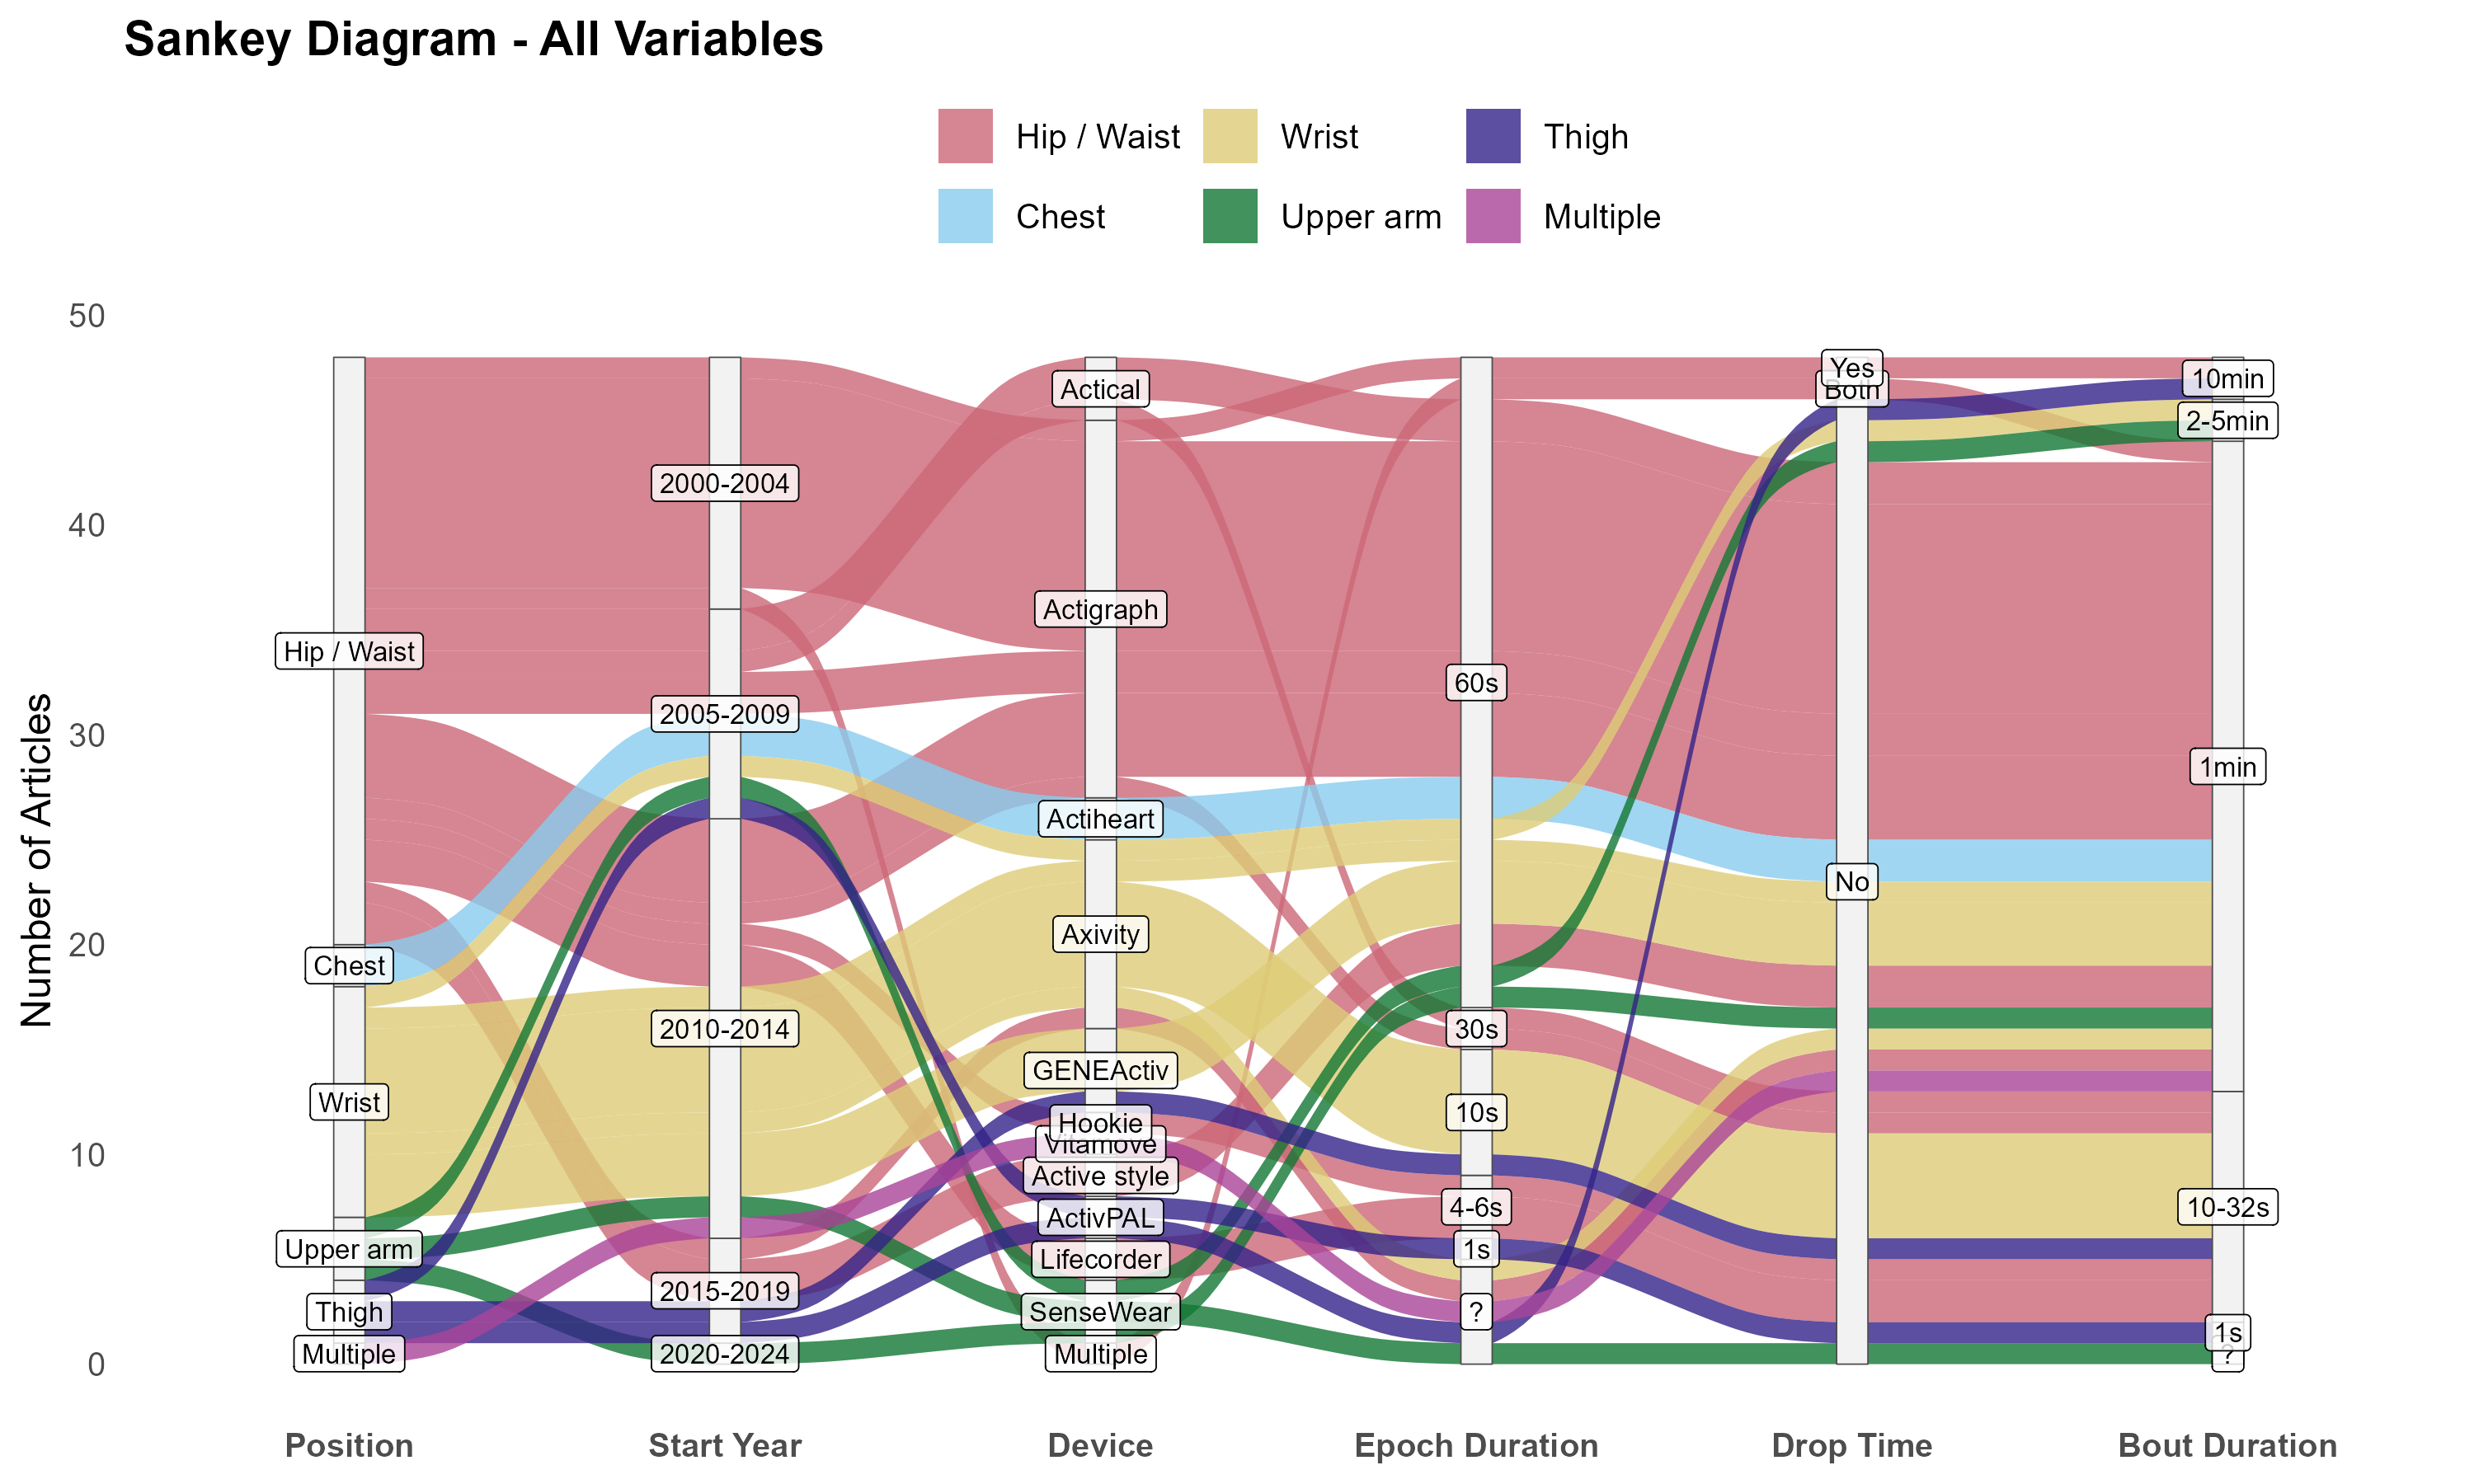 Sankey Diagram - All Variables
Hip / Waist
Wrist
Thigh
Chest
Upper arm
Multiple
Number of Articles
50
40
30
20
10
0
Hip / Waist
Chest
Wrist
Upper arm
Thigh
Multiple
2000-2004
2005-2009
2010-2014
2015-2019
2020-2024
Actical
Actigraph
Actiheart
Axivity
GENEActiv
Hookie
Vitamove
Active style
ActivPAL
Lifecorder
SenseWear
Multiple
60s
30s
10s
4-6s
1s
?
Yes
Both
No
10min
2-5min
1min
10-32s
1s
?
Position
Start Year
Device
Epoch Duration
Drop Time
Bout Duration